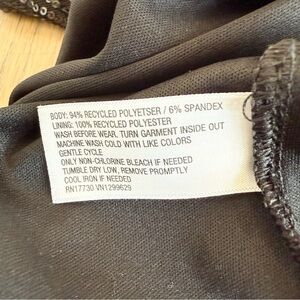 BODY: 94% RECYCLED POLYETSER / 6% SPANDEX
LINING: 100% RECYCLED POLYESTER
WASH BEFORE WEAR. TURN GARMENT INSIDE OUT
MACHINE WASH COLD WITH LIKE COLORS
GENTLE CYCLE
ONLY NON-CHLORINE BLEACH IF NEEDED
TUMBLE DRY LOW, REMOVE PROMPTLY
COOL IRON IF NEEDED
RN17730 VN1299629